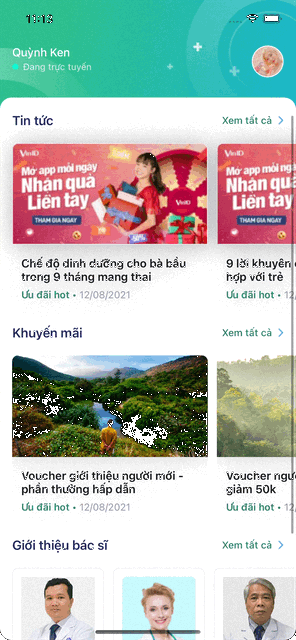 11:13
Quỳnh Ken
Đang trực tuyến
Tin tức
Xem tất cả
VinID
Mở app mỗi ngày
Nhận quà
Liền tay
THAM GIA NGAY
VinID
Mở app mỗi ngày
Nhận quà
Liền tay
THAM GIA NGAY
Chế độ dinh dưỡng cho bà bầu
trong 9 tháng mang thai
Ưu đãi hot • 12/08/2021
9 lời khuyên
hợp với trẻ
Ưu đãi hot •
Khuyến mãi
Xem tất cả
Voucher giới thiệu người mới -
phần thưởng hấp dẫn
Ưu đãi hot • 12/08/2021
Voucher
giảm 50k
Ưu đãi hot •
Giới thiệu bác sĩ
Xem tất cả